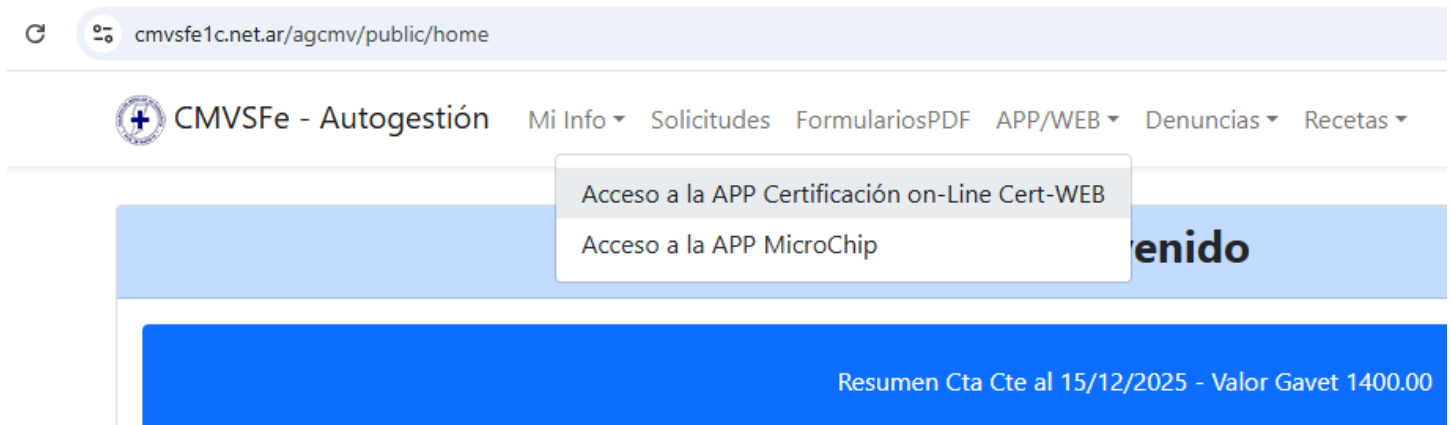 cmvsfe1c.net.ar/agcmv/public/home
CMVSFe - Autogestión Mi Info Solicitudes FormulariosPDF APP/WEB Denuncias Recetas
Acceso a la APP Certificación on-Line Cert-WEB
Acceso a la APP MicroChip
enido
Resumen Cta Cte al 15/12/2025 - Valor Gavet 1400.00